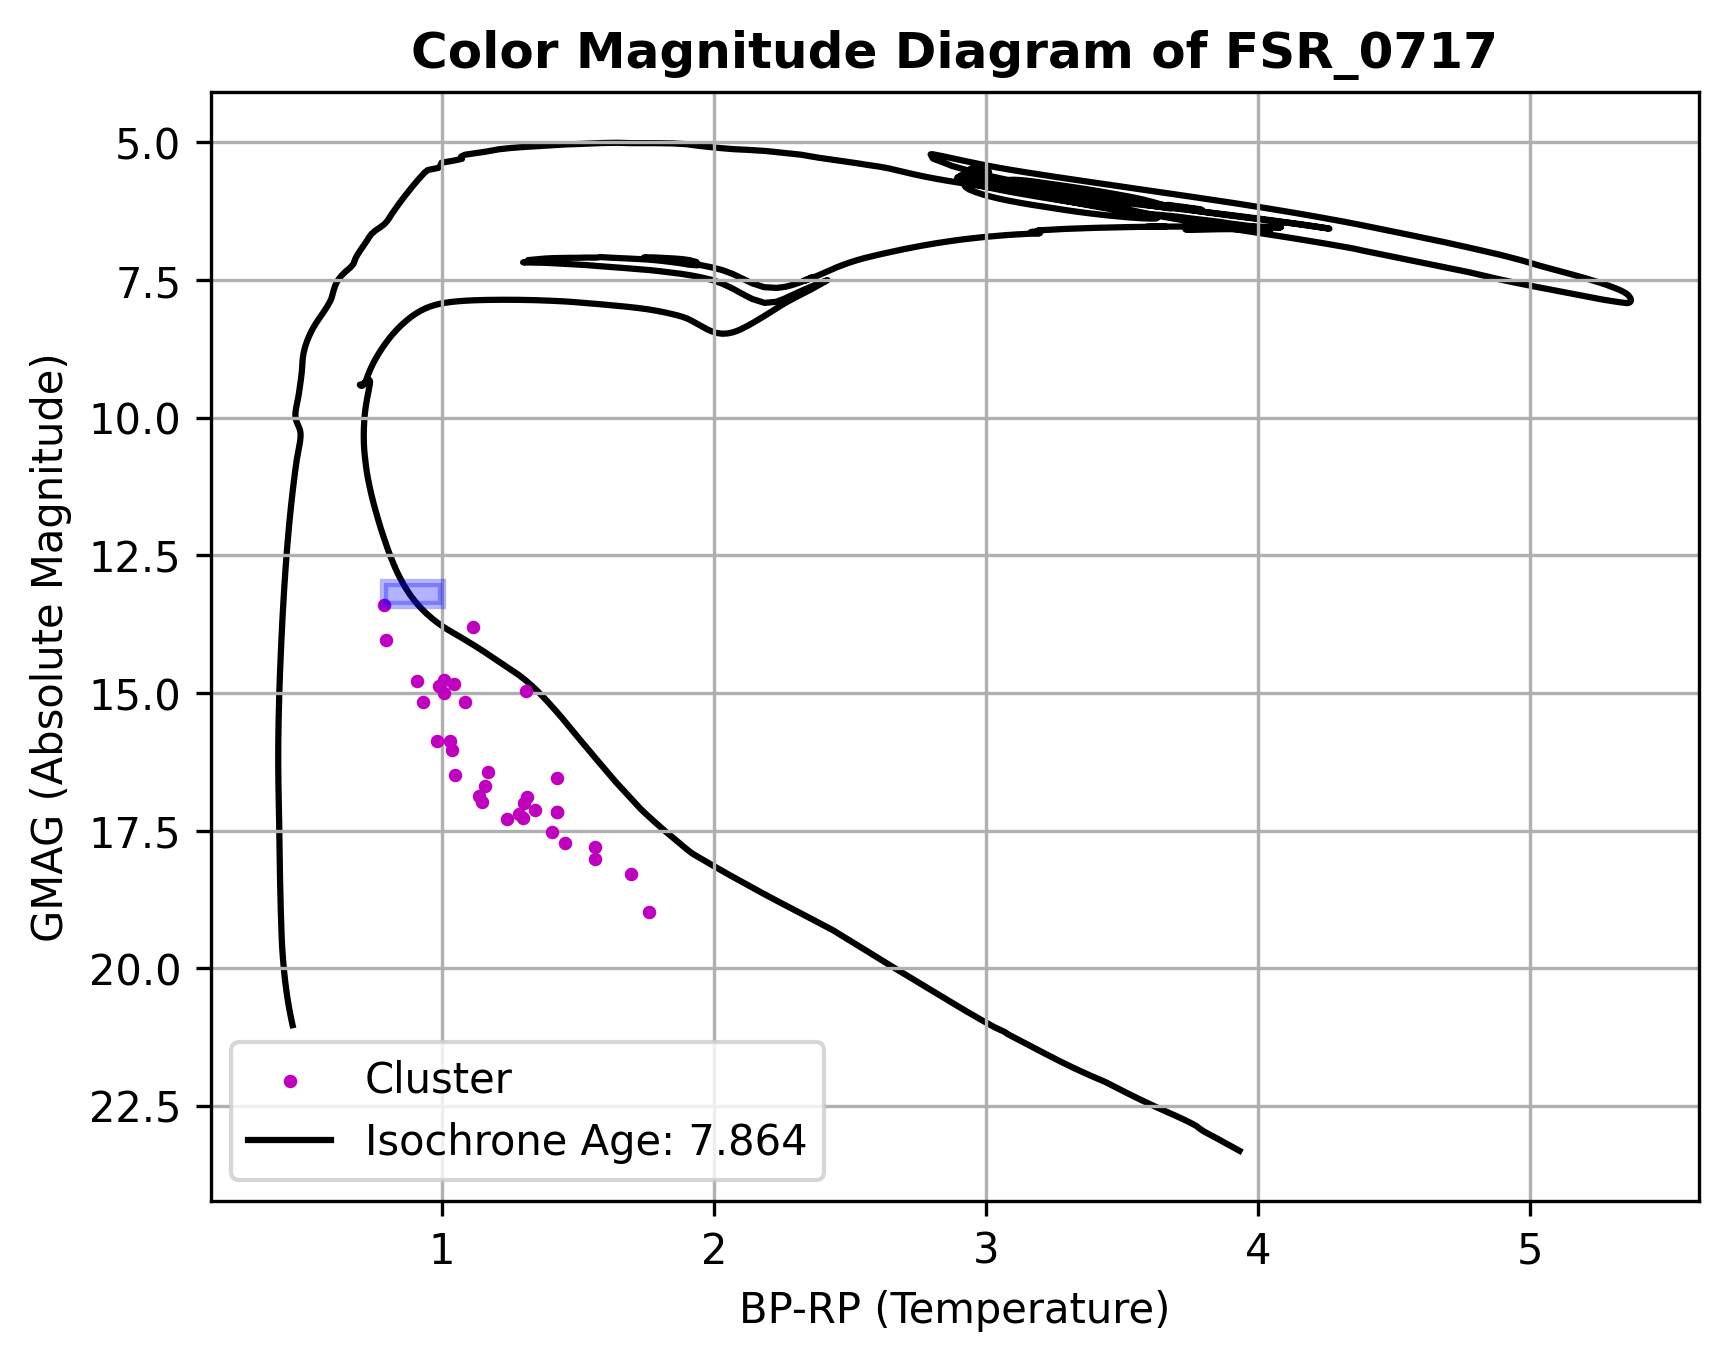 Color Magnitude Diagram of FSR_0717
GMAG (Absolute Magnitude)
5.0
7.5
10.0
12.5
15.0
17.5
20.0
22.5
Cluster
Isochrone Age: 7.864
1 2 3 4 5
BP-RP (Temperature)